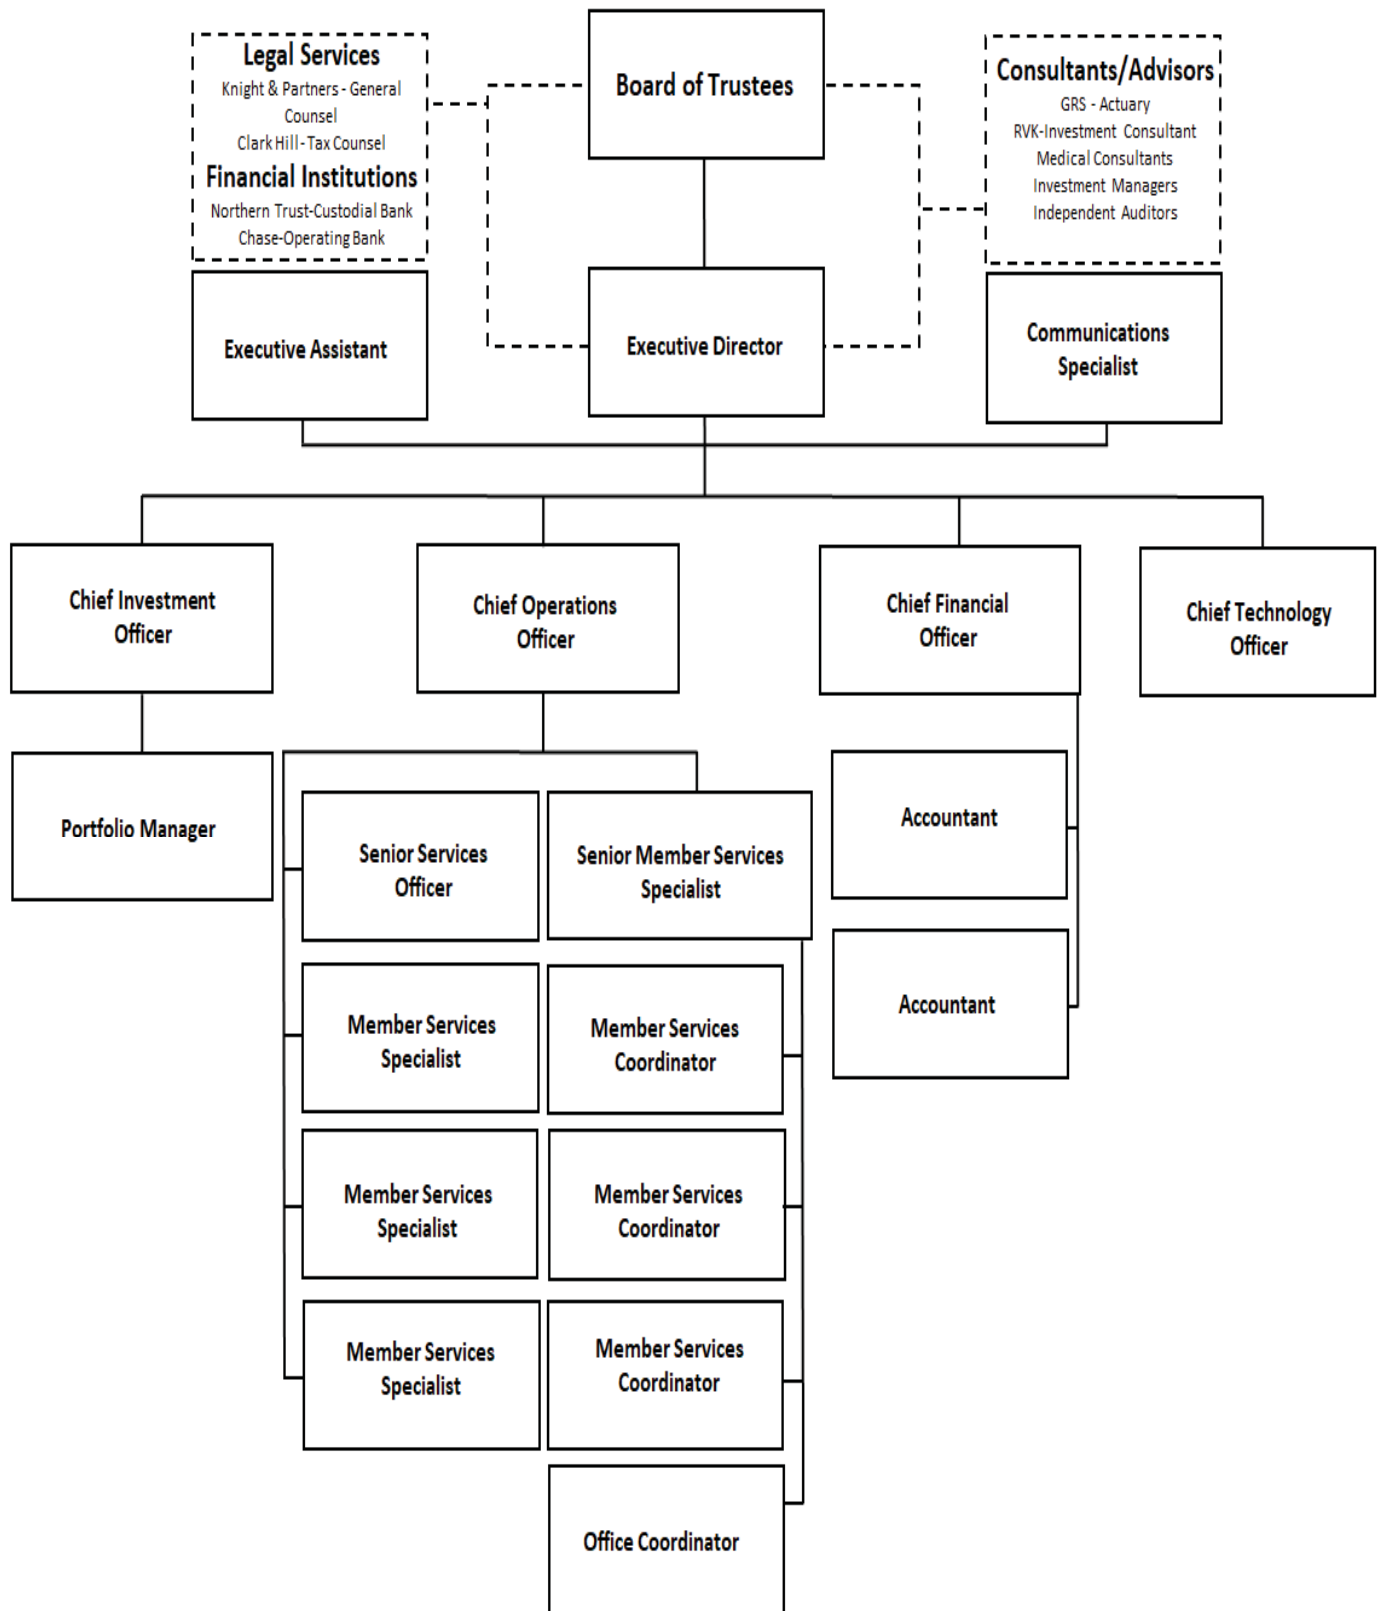 Legal Services
Knight & Partners - General
Counsel
Clark Hill - Tax Counsel
Financial Institutions
Northern Trust-Custodial Bank
Chase-Operating Bank
Board of Trustees
Consultants/Advisors
GRS - Actuary
RVK-Investment Consultant
Medical Consultants
Investment Managers
Independent Auditors
Executive Assistant
Executive Director
Communications
Specialist
Chief Investment
Officer
Chief Operations
Officer
Chief Financial
Officer
Chief Technology
Officer
Portfolio Manager
Senior Services
Officer
Senior Member Services
Specialist
Accountant
Member Services
Specialist
Member Services
Coordinator
Accountant
Member Services
Specialist
Member Services
Coordinator
Member Services
Specialist
Member Services
Coordinator
Office Coordinator